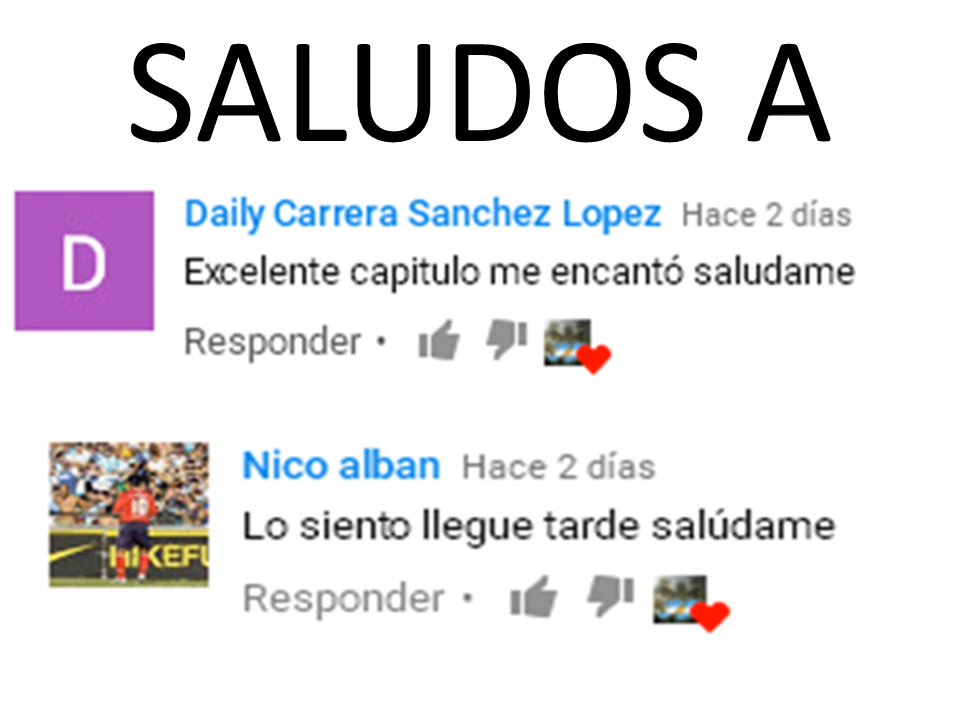 SALUDOS A
D
Daily Carrera Sanchez Lopez Hace 2 días
Excelente capitulo me encantó saludame
Responder •
Nico alban Hace 2 días
10
Lo siento llegue tarde salúdame
Responder •